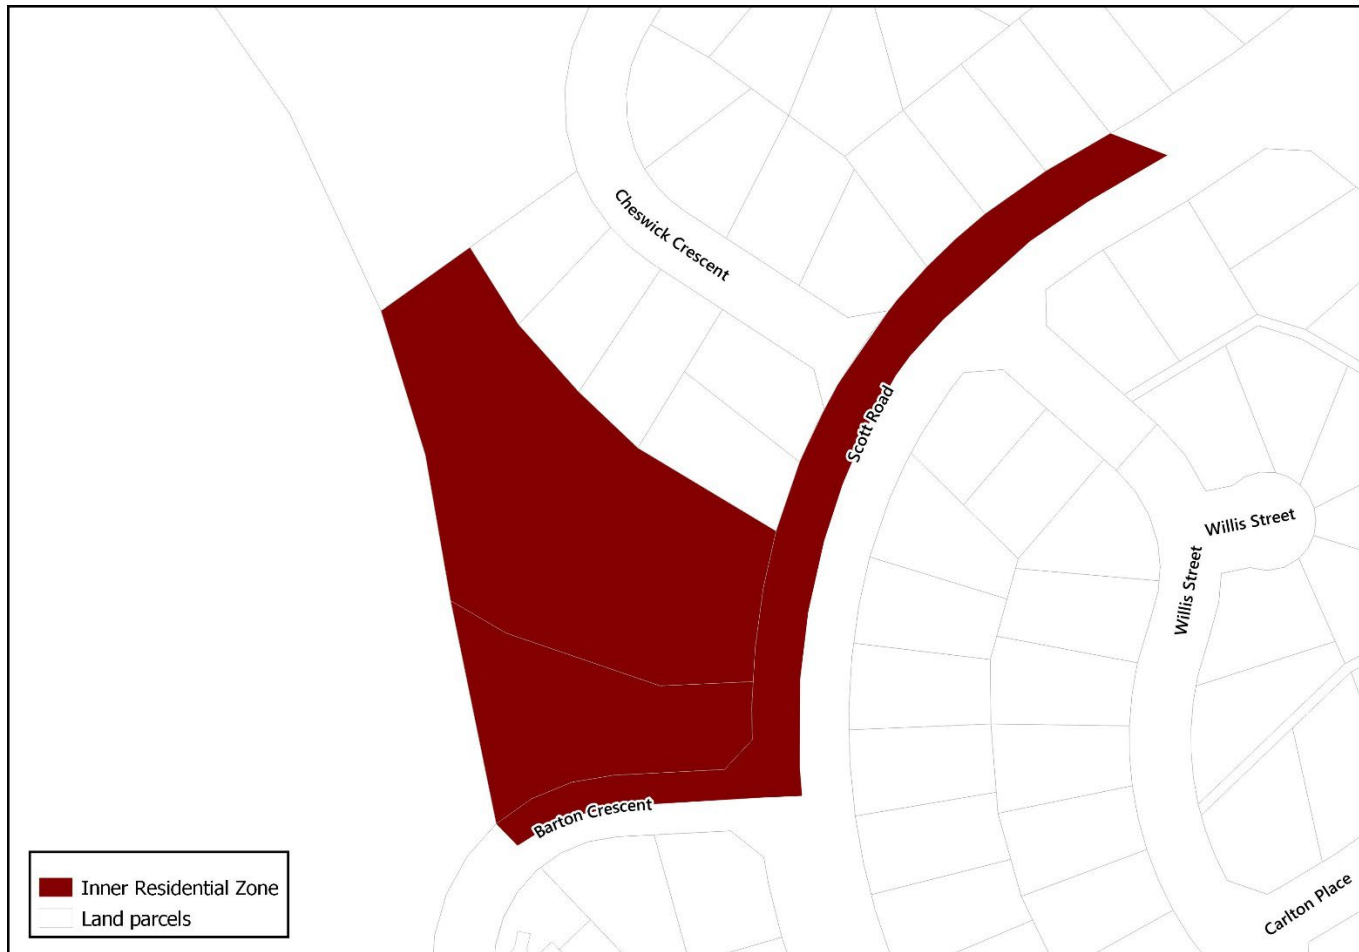 Cheswick Crescent
Scott Road
Willis Street
Willis Street
Barton Crescent
Carlton Place
Inner Residential Zone
Land parcels